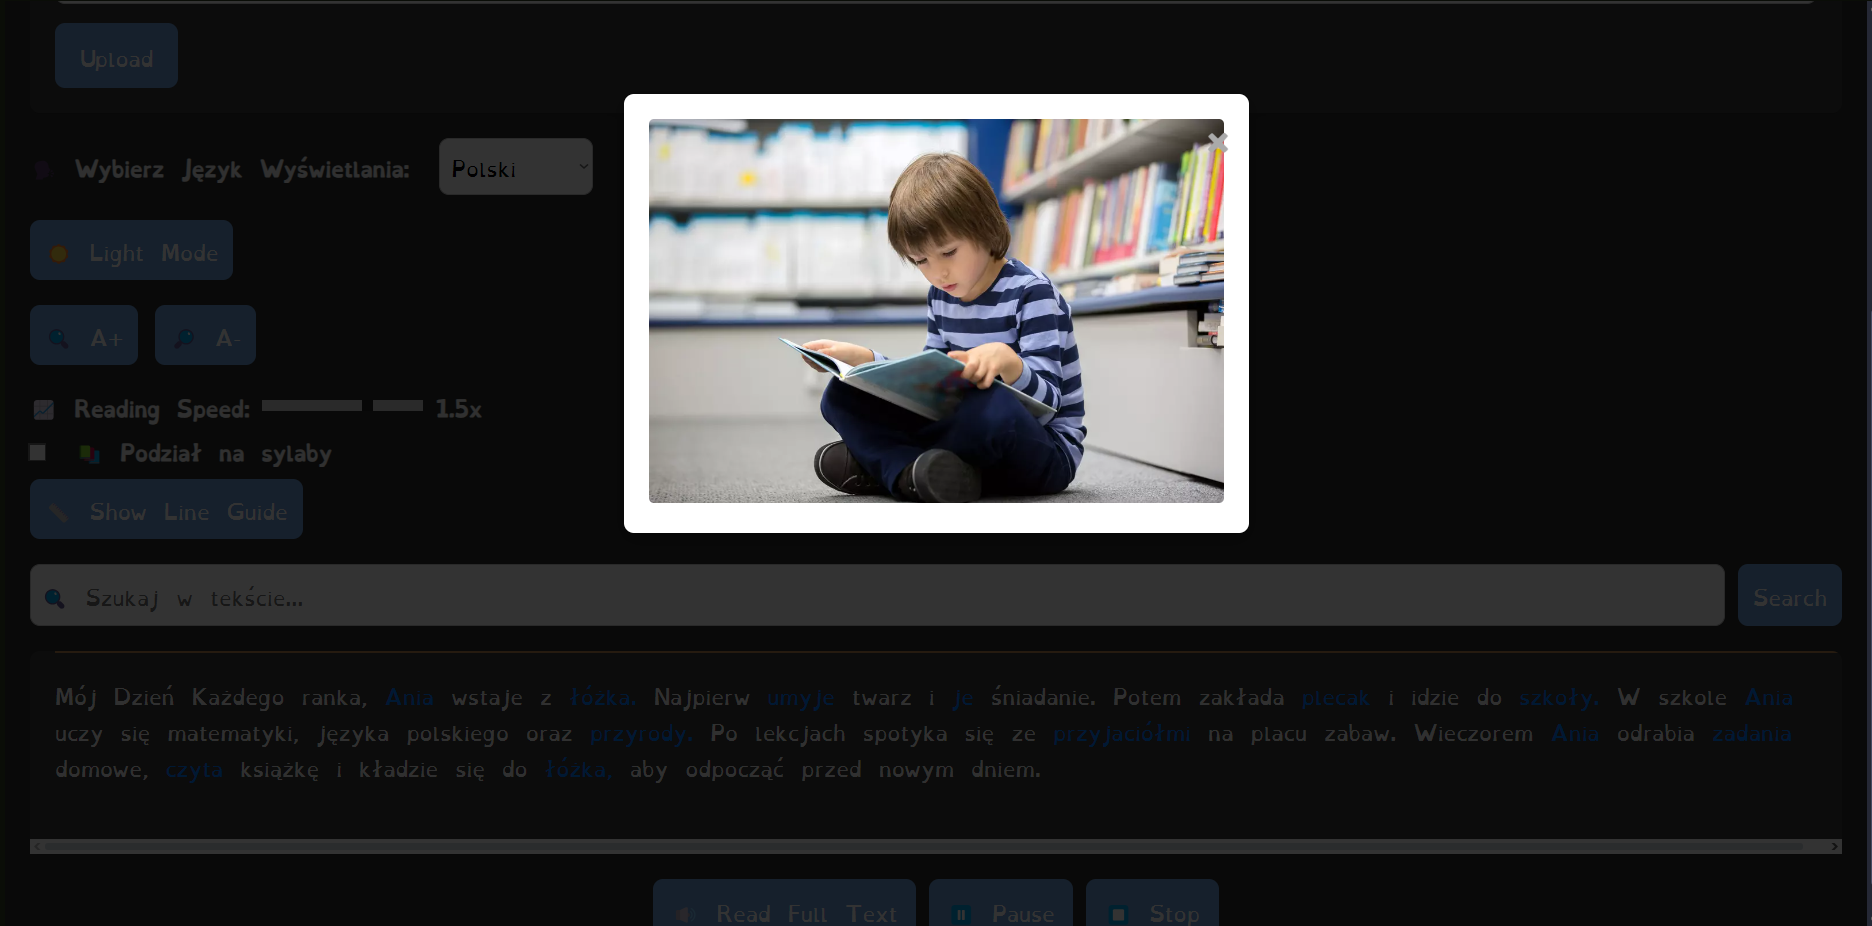 Upload
Wybierz Język Wyświetlania: Polski
Light Mode
A+ A-
Reading Speed: 1.5x
Podział na sylaby
Show Line Guide
Szukaj w tekście... Search
Mój Dzień Każdego ranka, Ania wstaje z łóżka. Najpierw umyje twarz i je śniadanie. Potem zakłada plecak i idzie do szkoły. W szkole Ania
uczy się matematyki, języka polskiego oraz przyrody. Po lekcjach spotyka się ze przyjaciółmi na placu zabaw. Wieczorem Ania odrabia zadania
domowe, czyta książkę i kładzie się do łóżka, aby odpocząć przed nowym dniem.
Read Full Text Pause Stop